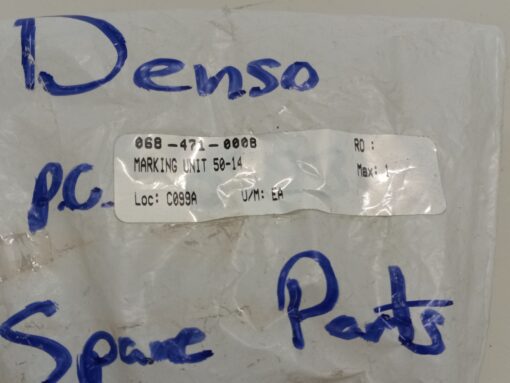 Denso
068-471-0008 RO :
MARKING UNIT 50-14 Max: 1
p.c. Loc: C099A U/M: EA
Spare Parts